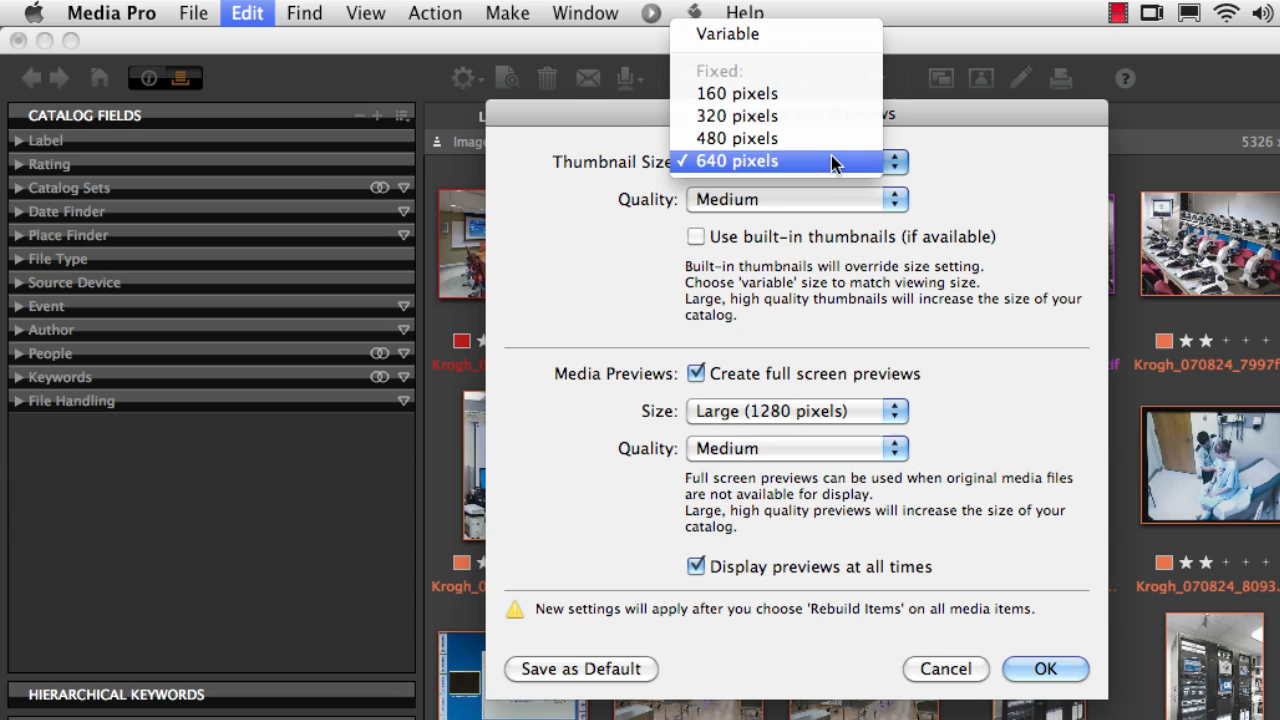 Media Pro File Edit Find View Action Make Window Help
Variable
Fixed:
160 pixels
320 pixels
480 pixels
640 pixels
CATALOG FIELDS
Label
Rating
Catalog Sets
Date Finder
Place Finder
File Type
Source Device
Event
Author
People
Keywords
File Handling
HIERARCHICAL KEYWORDS
5326
Thumbnail Size
Quality: Medium
Use built-in thumbnails (if available)
Built-in thumbnails will override size setting.
Choose 'variable' size to match viewing size.
Large, high quality thumbnails will increase the size of your
catalog.
Media Previews: Create full screen previews
Size: Large (1280 pixels)
Quality: Medium
Full screen previews can be used when original media files
are not available for display.
Large, high quality previews will increase the size of your
catalog.
Display previews at all times
New settings will apply after you choose 'Rebuild Items' on all media items.
Save as Default Cancel OK
Krogh_070824_7997f
Krogh_070824_8093.